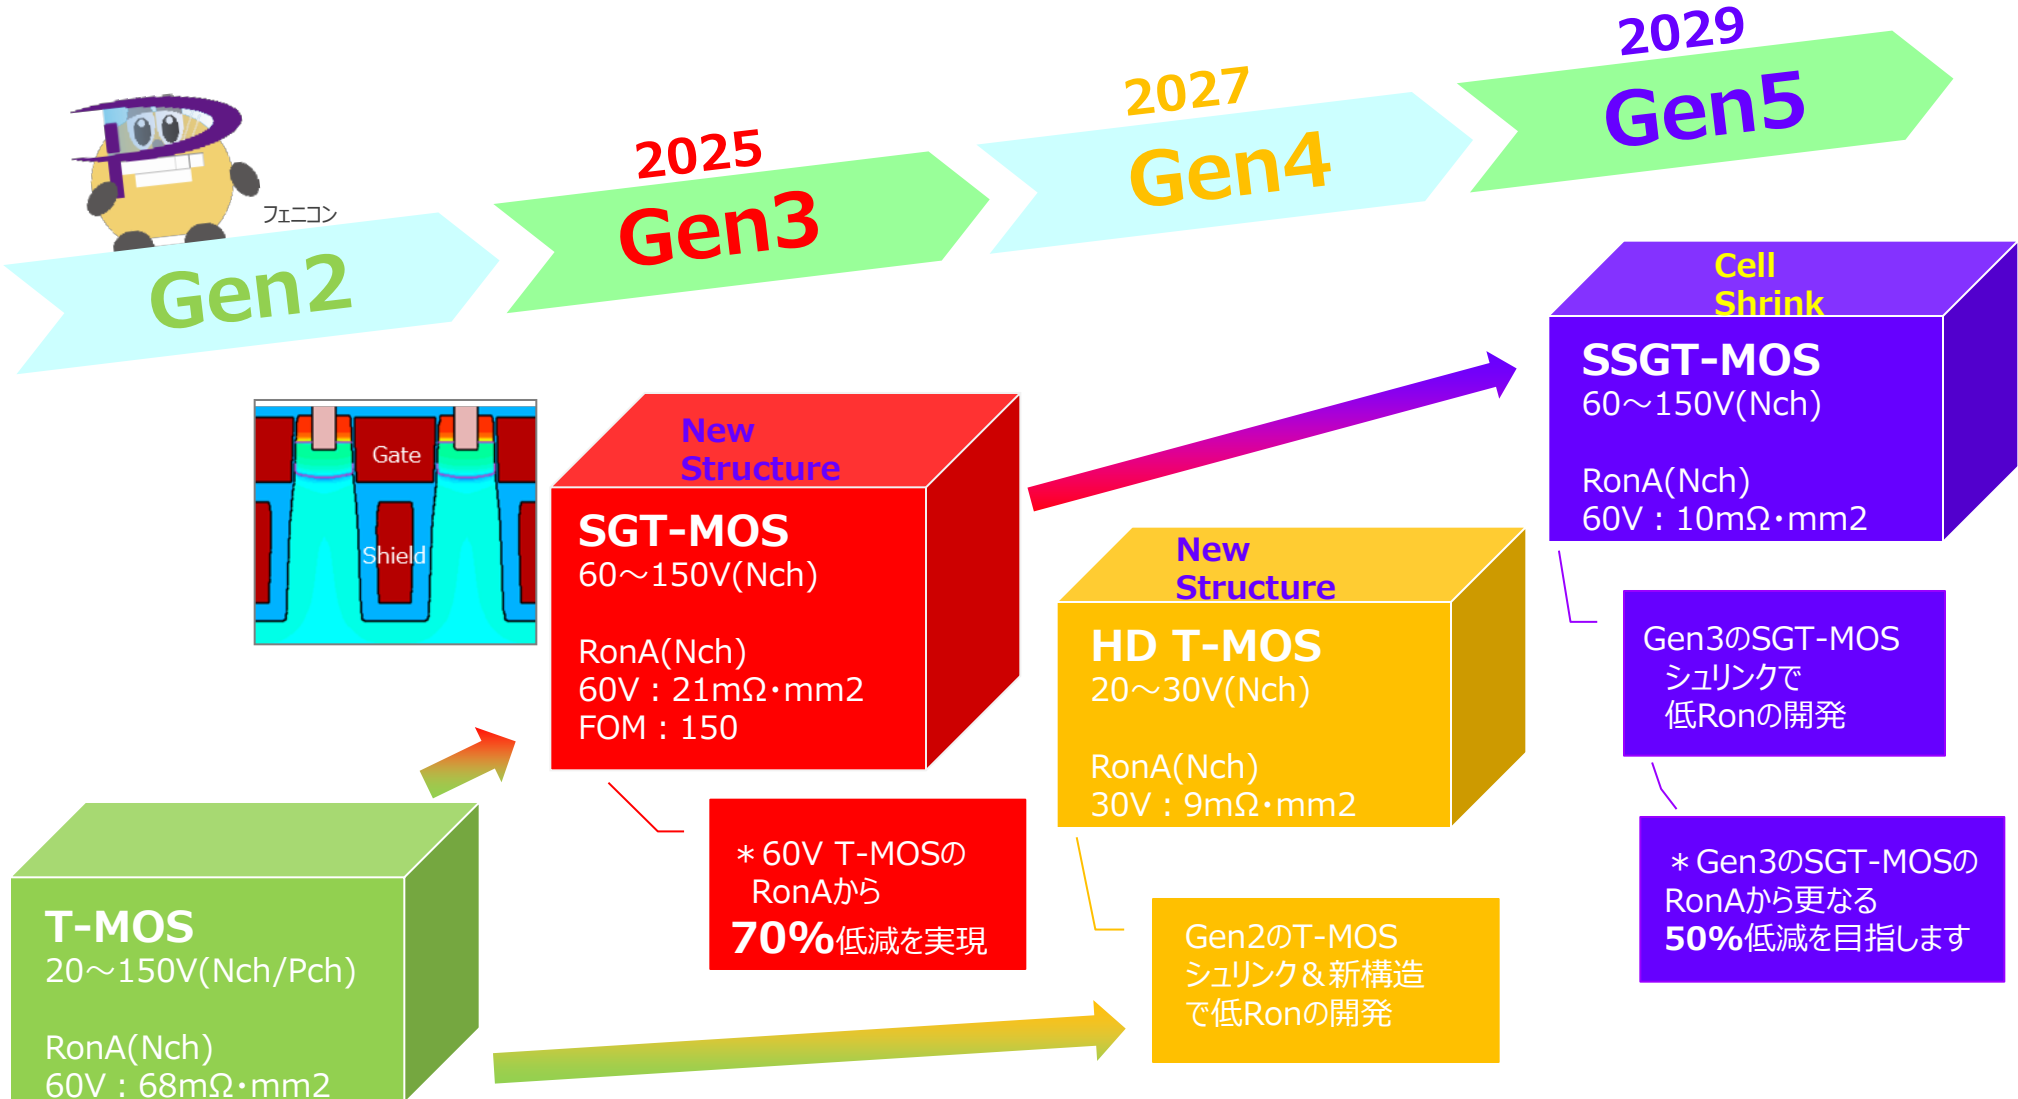 フェニコン
Gen2
2025
Gen3
2027
Gen4
2029
Gen5
Gate
Shield
T-MOS
20～150V(Nch/Pch)
RonA(Nch)
60V：68mΩ・mm2
New
Structure
SGT-MOS
60～150V(Nch)
RonA(Nch)
60V：21mΩ・mm2
FOM：150
＊60V T-MOSの
RonAから
70%低減を実現
New
Structure
HD T-MOS
20～30V(Nch)
RonA(Nch)
30V：9mΩ・mm2
Gen2のT-MOS
シュリンク＆新構造
で低Ronの開発
Cell
Shrink
SSGT-MOS
60～150V(Nch)
RonA(Nch)
60V：10mΩ・mm2
Gen3のSGT-MOS
シュリンクで
低Ronの開発
＊Gen3のSGT-MOSの
RonAから更なる
50%低減を目指します